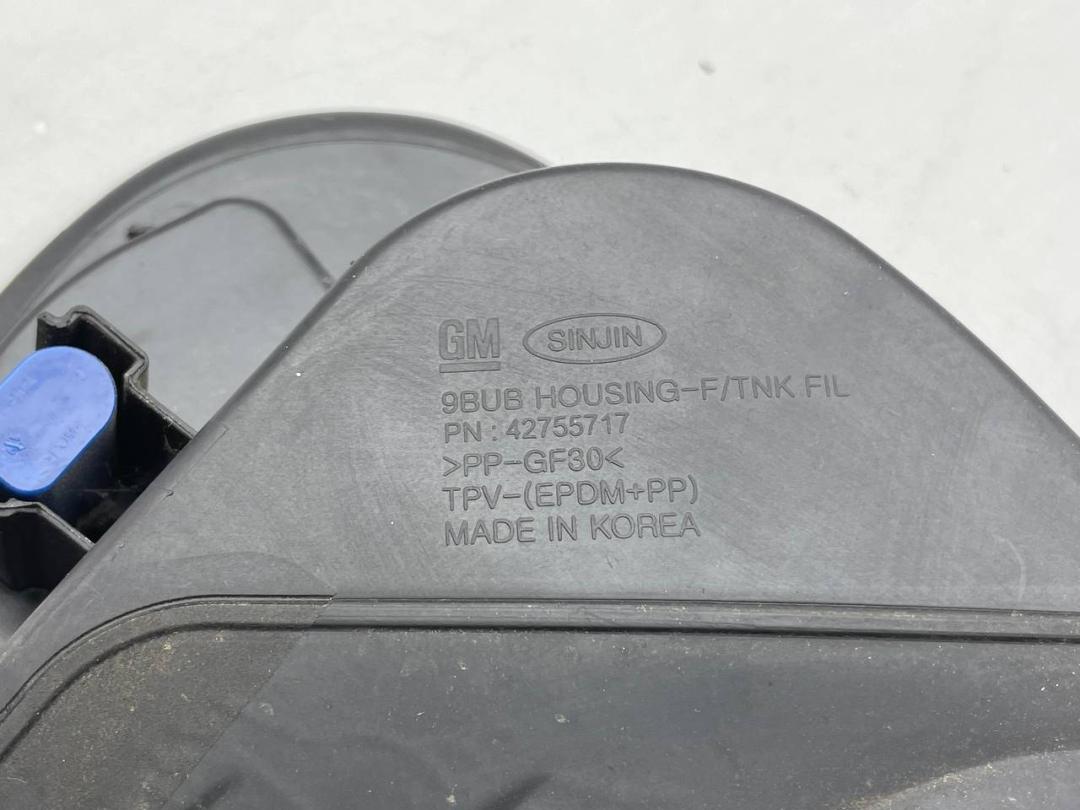 GM SINJIN
9BUB HOUSING-F/TNK FIL
PN : 42755717
>PP-GF30<
TPV-(EPDM+PP)
MADE IN KOREA